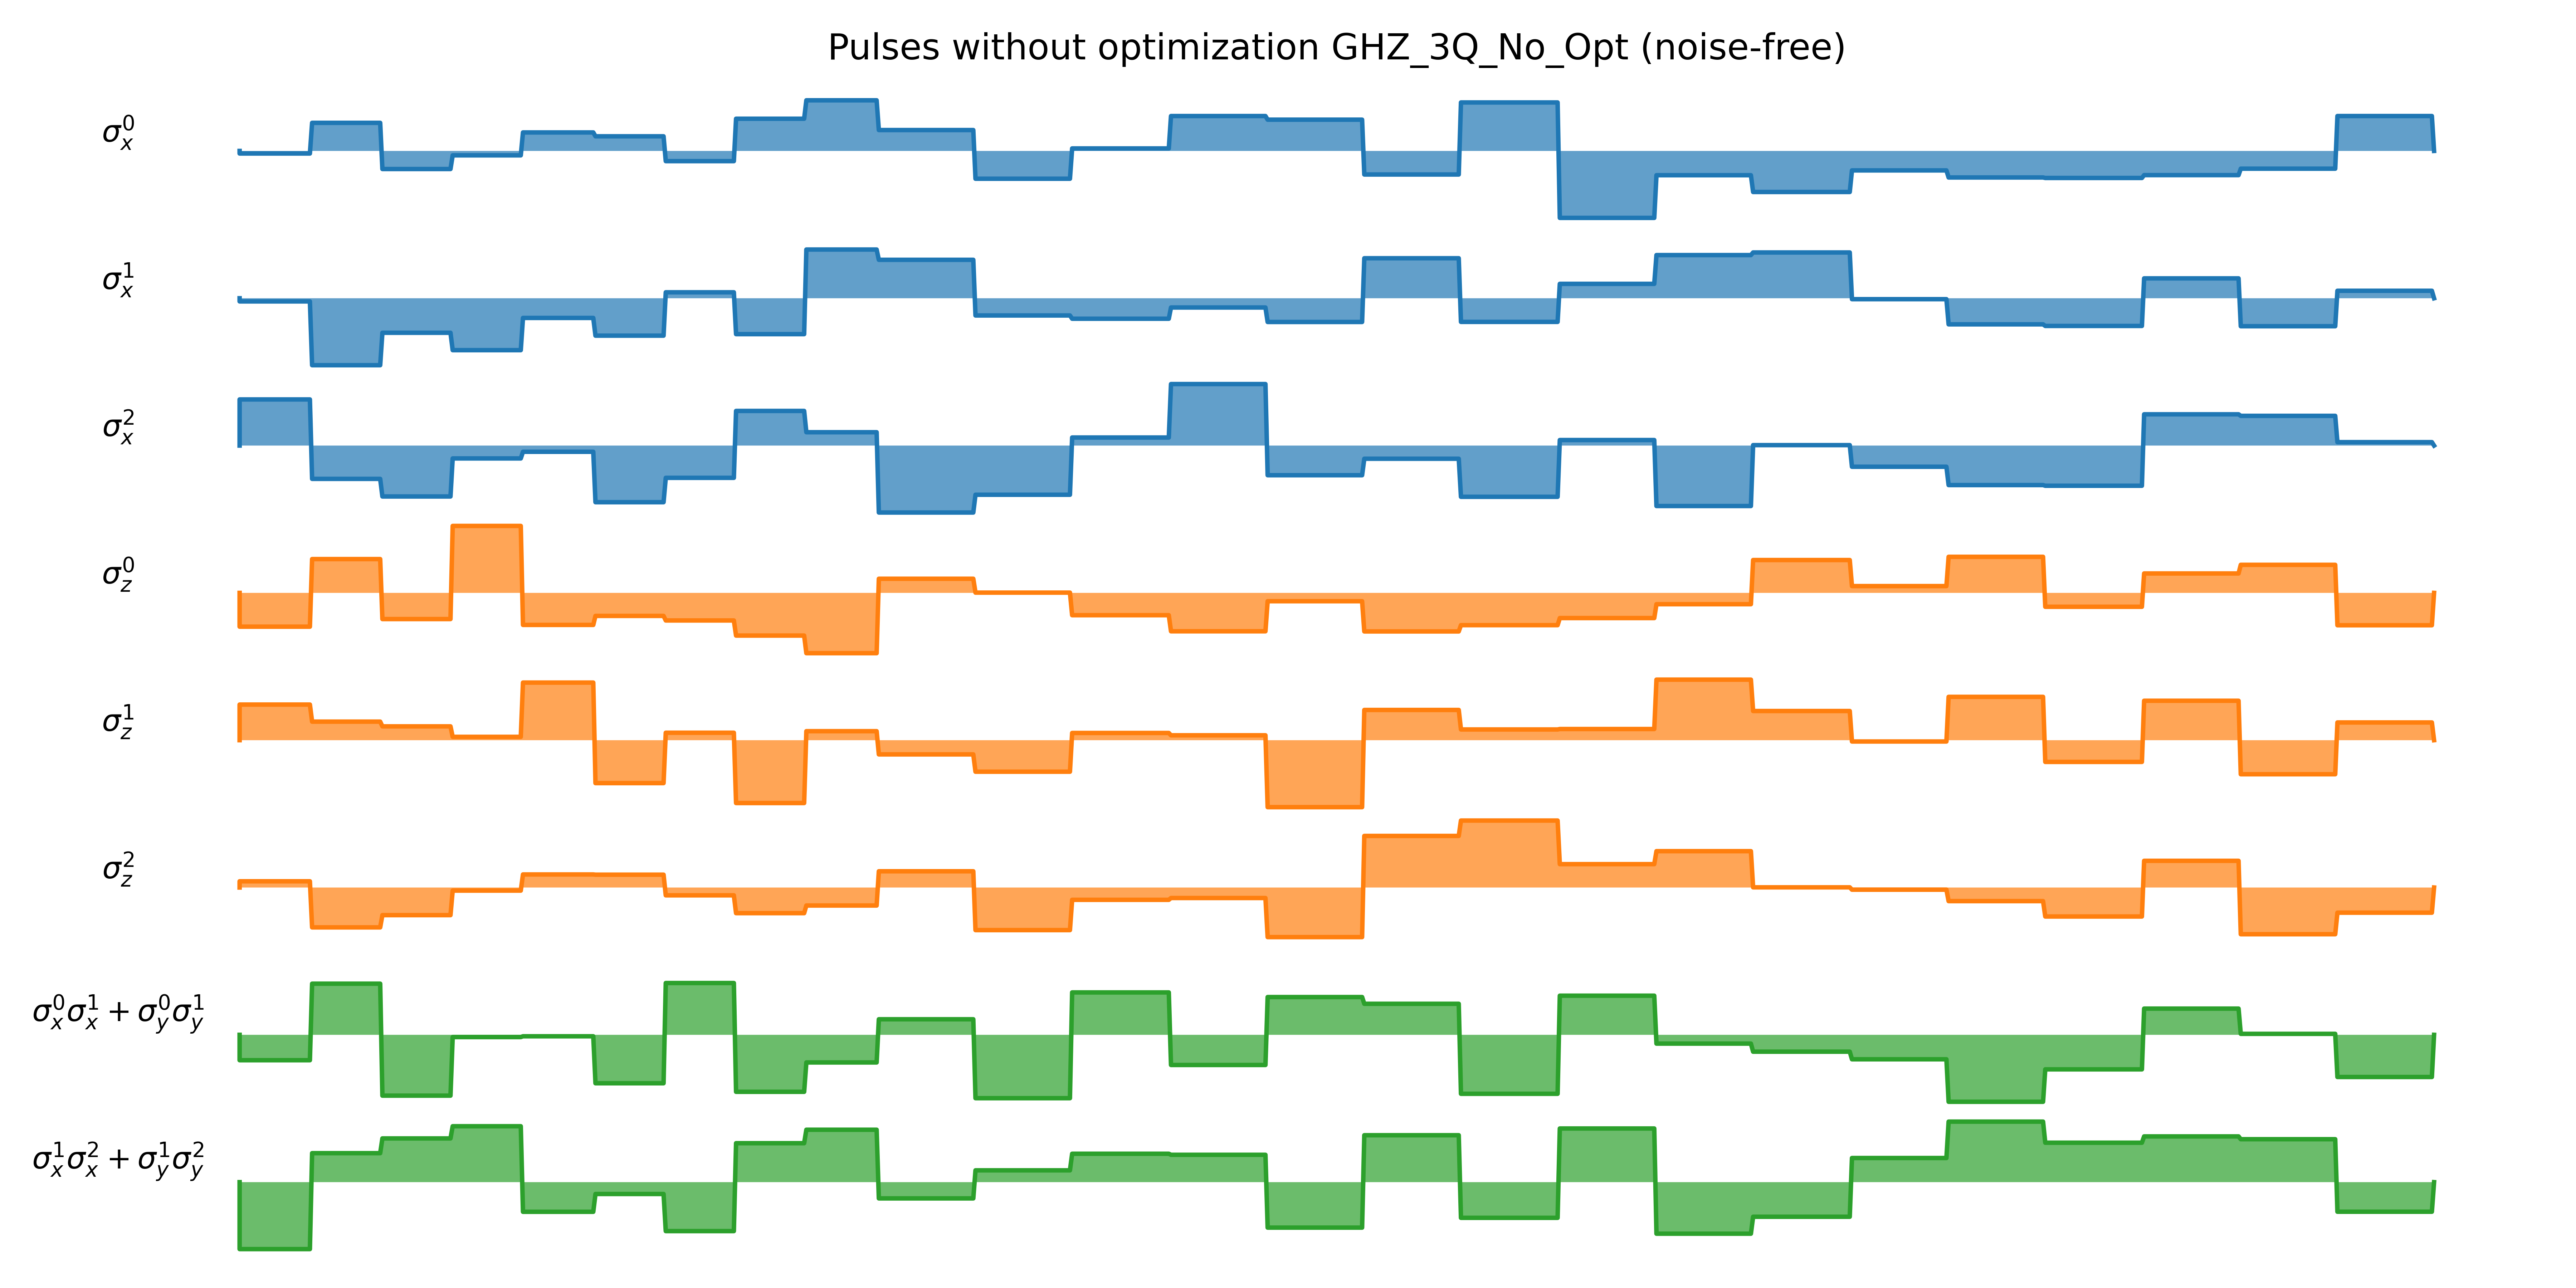 Pulses without optimization GHZ_3Q_No_Opt (noise-free)
σ_x^0
σ_x^1
σ_x^2
σ_z^0
σ_z^1
σ_z^2
σ_x^0σ_x^1 + σ_y^0σ_y^1
σ_x^1σ_x^2 + σ_y^1σ_y^2